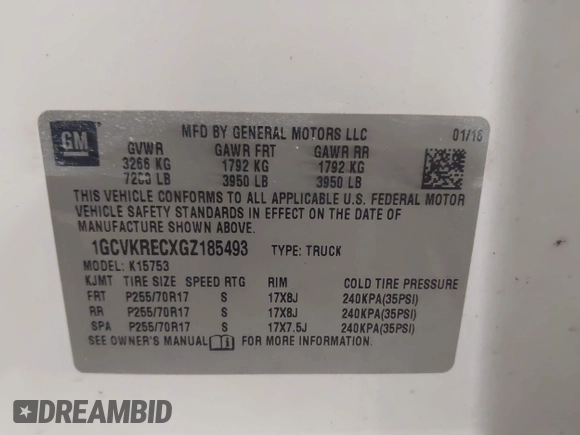 GM
MFD BY GENERAL MOTORS LLC 01/16
GVWR GAWR FRT GAWR RR
3266 KG 1792 KG 1792 KG
7200 LB 3950 LB 3950 LB
THIS VEHICLE CONFORMS TO ALL APPLICABLE U.S. FEDERAL MOTOR
VEHICLE SAFETY STANDARDS IN EFFECT ON THE DATE OF
MANUFACTURE SHOWN ABOVE.
1GCVKRECXGZ185493 TYPE: TRUCK
MODEL: K15753
KJMT TIRE SIZE SPEED RTG RIM COLD TIRE PRESSURE
FRT P255/70R17 S 17X8J 240KPA(35PSI)
RR P255/70R17 S 17X8J 240KPA(35PSI)
SPA P255/70R17 S 17X7.5J 240KPA(35PSI)
SEE OWNER'S MANUAL FOR MORE INFORMATION.
DREAMBID